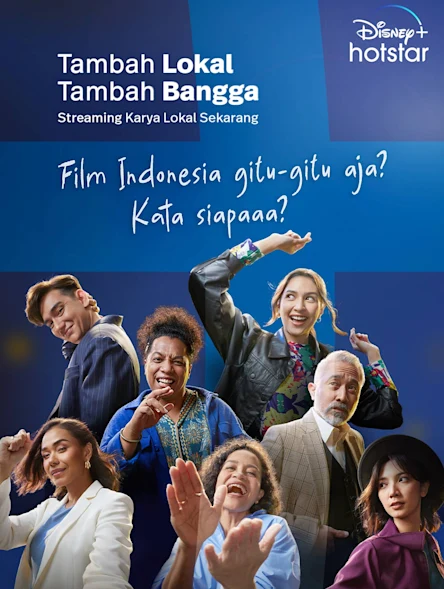 Disney+
hotstar
Tambah Lokal
Tambah Bangga
Streaming Karya Lokal Sekarang
Film Indonesia gitu-gitu aja?
Kata siapaaa?